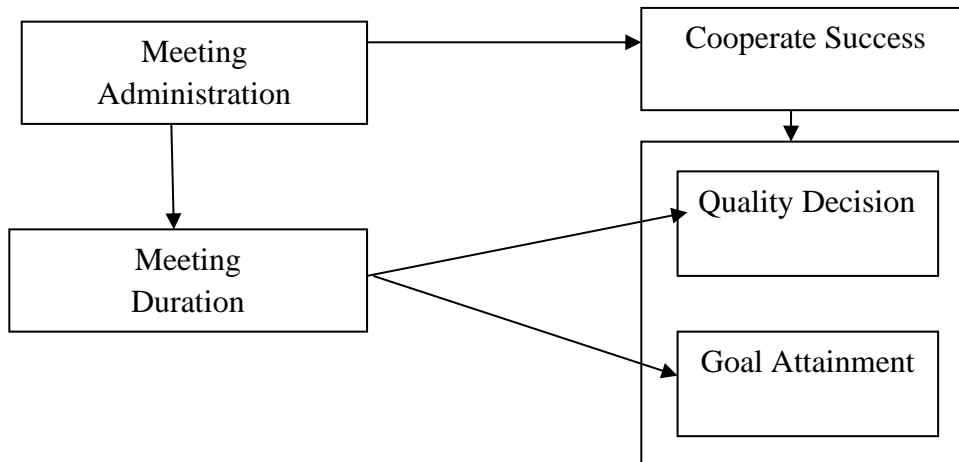 Meeting
Administration
Cooperate Success
Quality Decision
Meeting
Duration
Goal Attainment